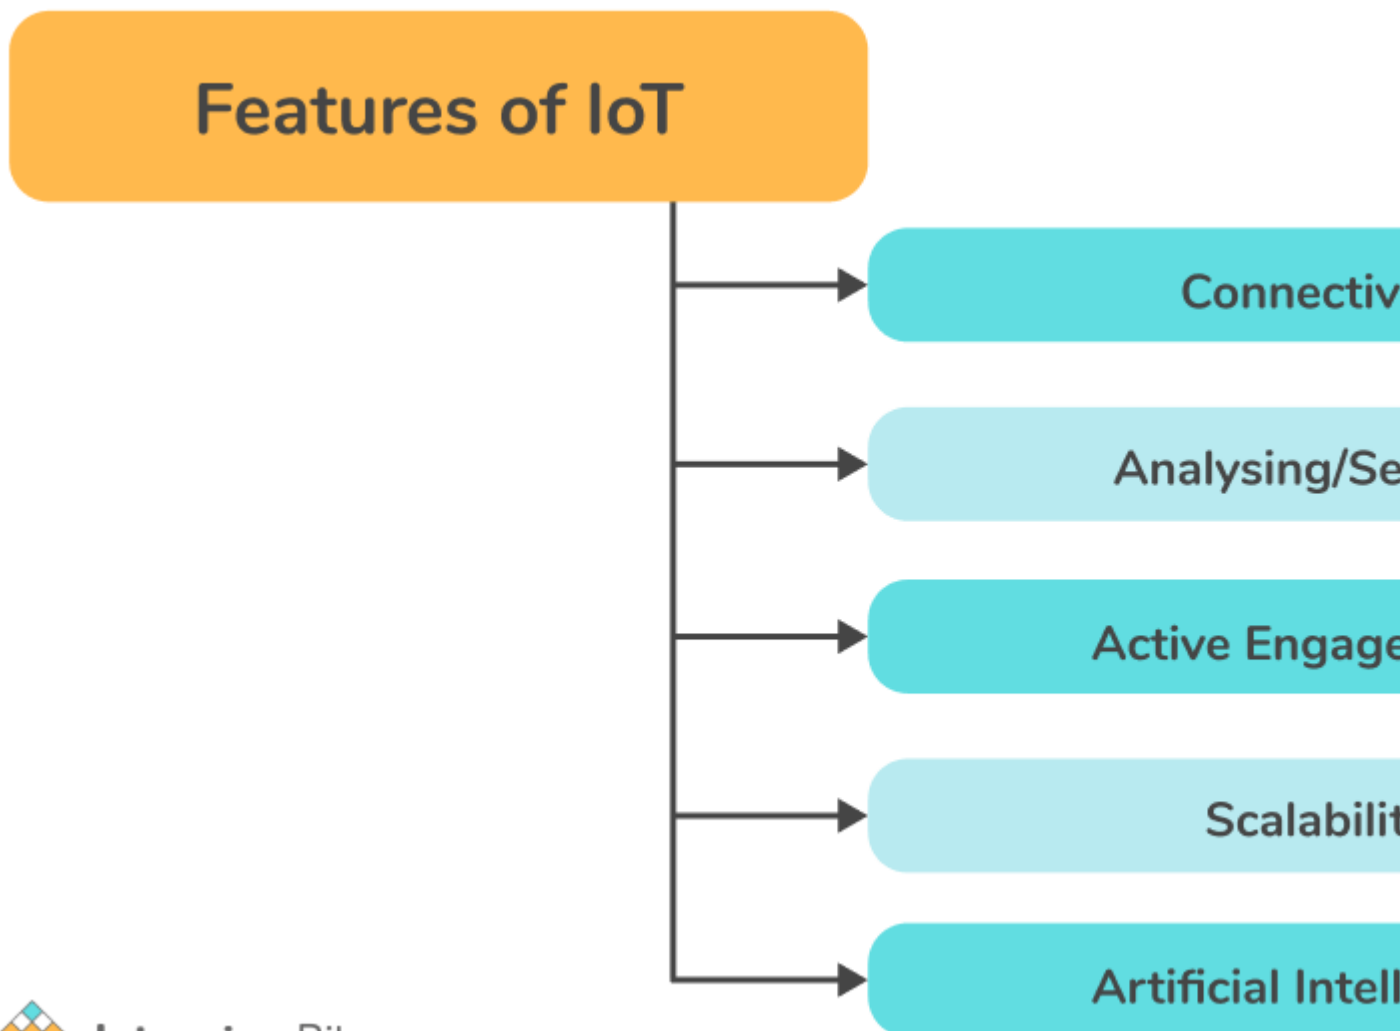 Features of IoT
Connectiv
Analysing/Se
Active Engage
Scalabilit
Artificial Intell